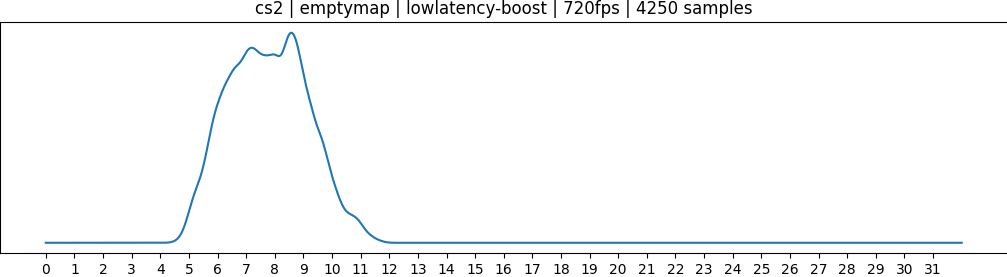 cs2 | emptymap | lowlatency-boost | 720fps | 4250 samples
0 1 2 3 4 5 6 7 8 9 10 11 12 13 14 15 16 17 18 19 20 21 22 23 24 25 26 27 28 29 30 31